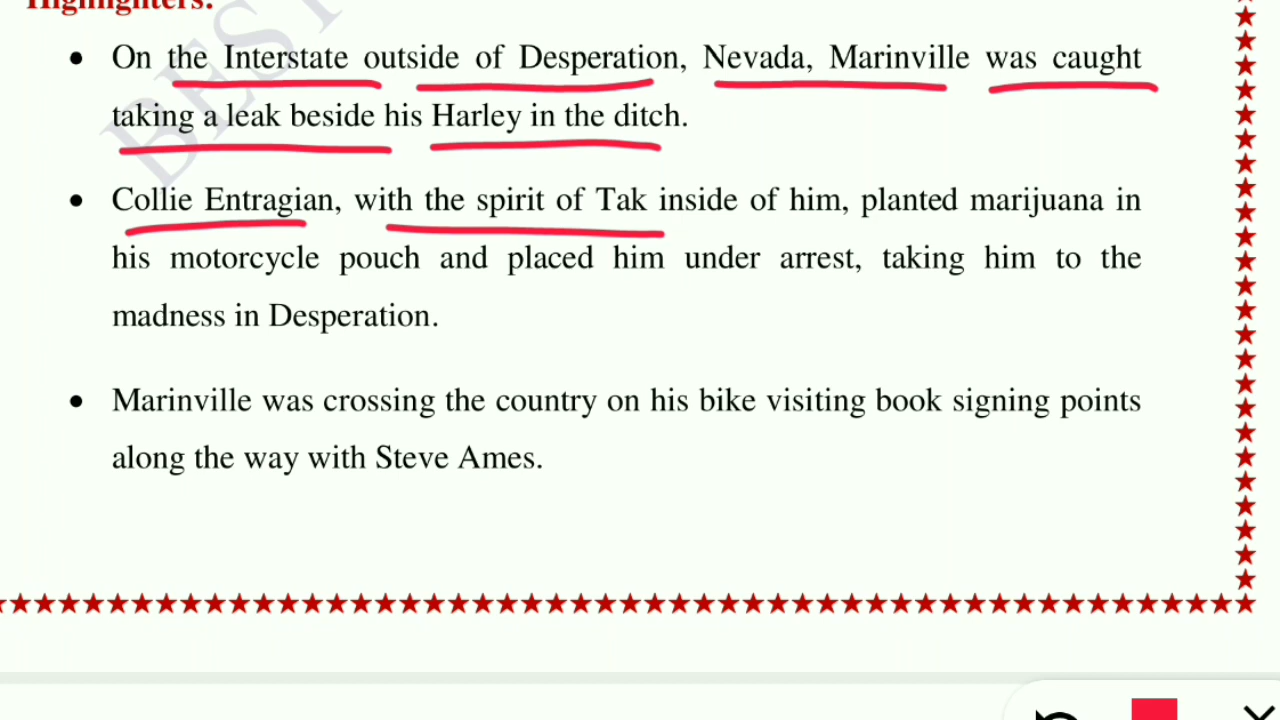 Highlighters:
• On the Interstate outside of Desperation, Nevada, Marinville was caught
taking a leak beside his Harley in the ditch.
• Collie Entragian, with the spirit of Tak inside of him, planted marijuana in
his motorcycle pouch and placed him under arrest, taking him to the
madness in Desperation.
• Marinville was crossing the country on his bike visiting book signing points
along the way with Steve Ames.
BEST